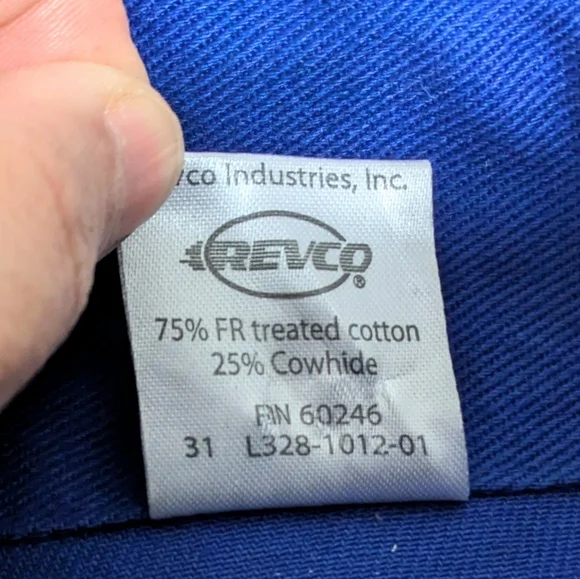 Industries, Inc.
REVCO®
75% FR treated cotton
25% Cowhide
RN 60246
31 L328-1012-01